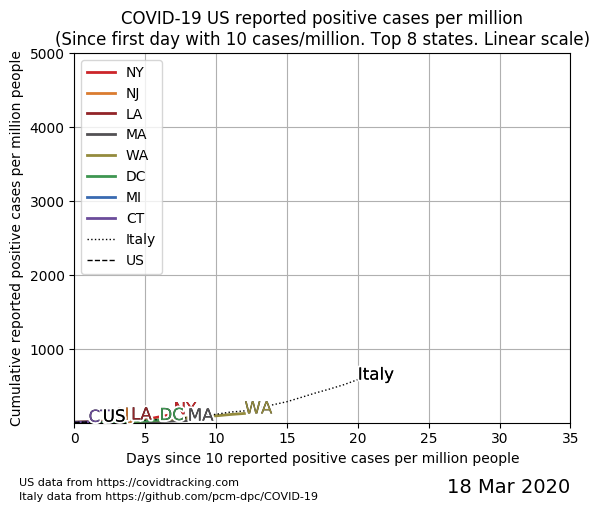 COVID-19 US reported positive cases per million
(Since first day with 10 cases/million. Top 8 states. Linear scale)
Cumulative reported positive cases per million people
5000
4000
3000
2000
1000
NY
NJ
LA
MA
WA
DC
MI
CT
Italy
US
Italy
WA
NY
MA
DC
LA
US
0
5
10
15
20
25
30
35
Days since 10 reported positive cases per million people
US data from https://covidtracking.com
Italy data from https://github.com/pcm-dpc/COVID-19
18 Mar 2020